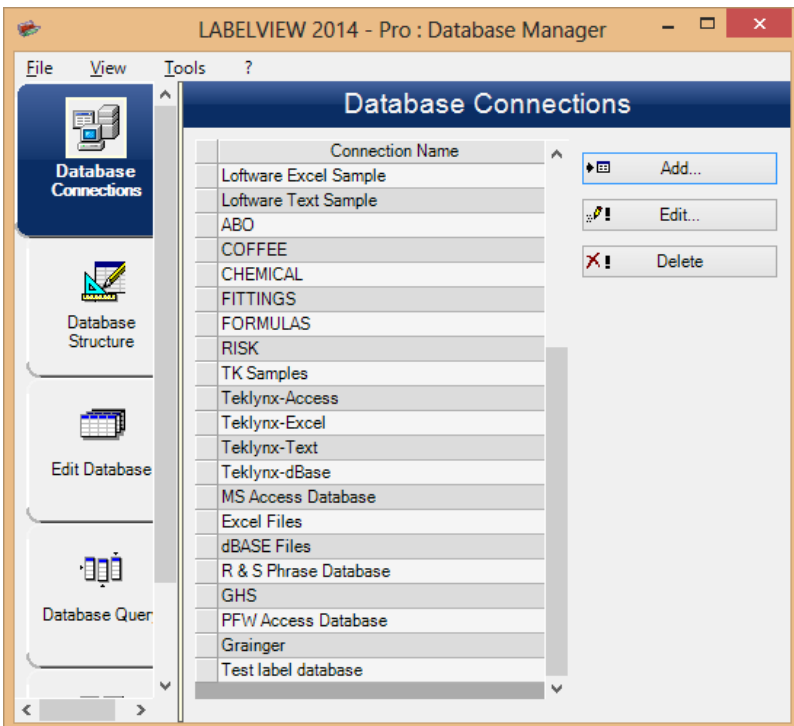 LABELVIEW 2014 - Pro : Database Manager
File View Tools ?
Database Connections
Database
Connections
Database
Structure
Edit Database
Database Quer
Connection Name
Loftware Excel Sample
Loftware Text Sample
ABO
COFFEE
CHEMICAL
FITTINGS
FORMULAS
RISK
TK Samples
Teklynx-Access
Teklynx-Excel
Teklynx-Text
Teklynx-dBase
MS Access Database
Excel Files
dBASE Files
R & S Phrase Database
GHS
PFW Access Database
Grainger
Test label database
Add...
Edit...
Delete